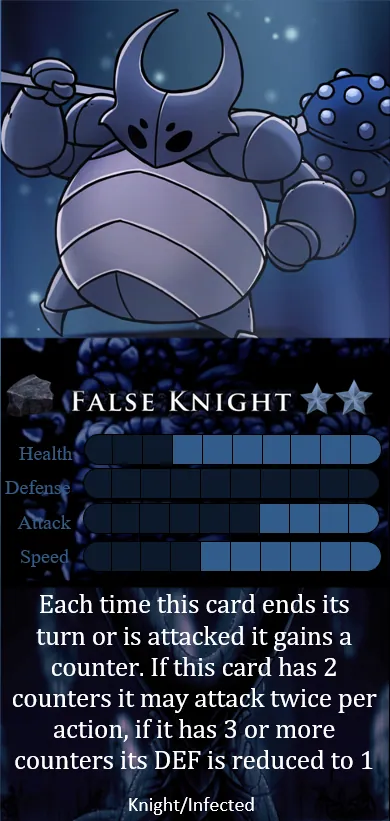 FALSE KNIGHT
Health
Defense
Attack
Speed
Each time this card ends its
turn or is attacked it gains a
counter. If this card has 2
counters it may attack twice per
action, if it has 3 or more
counters its DEF is reduced to 1
Knight/Infected